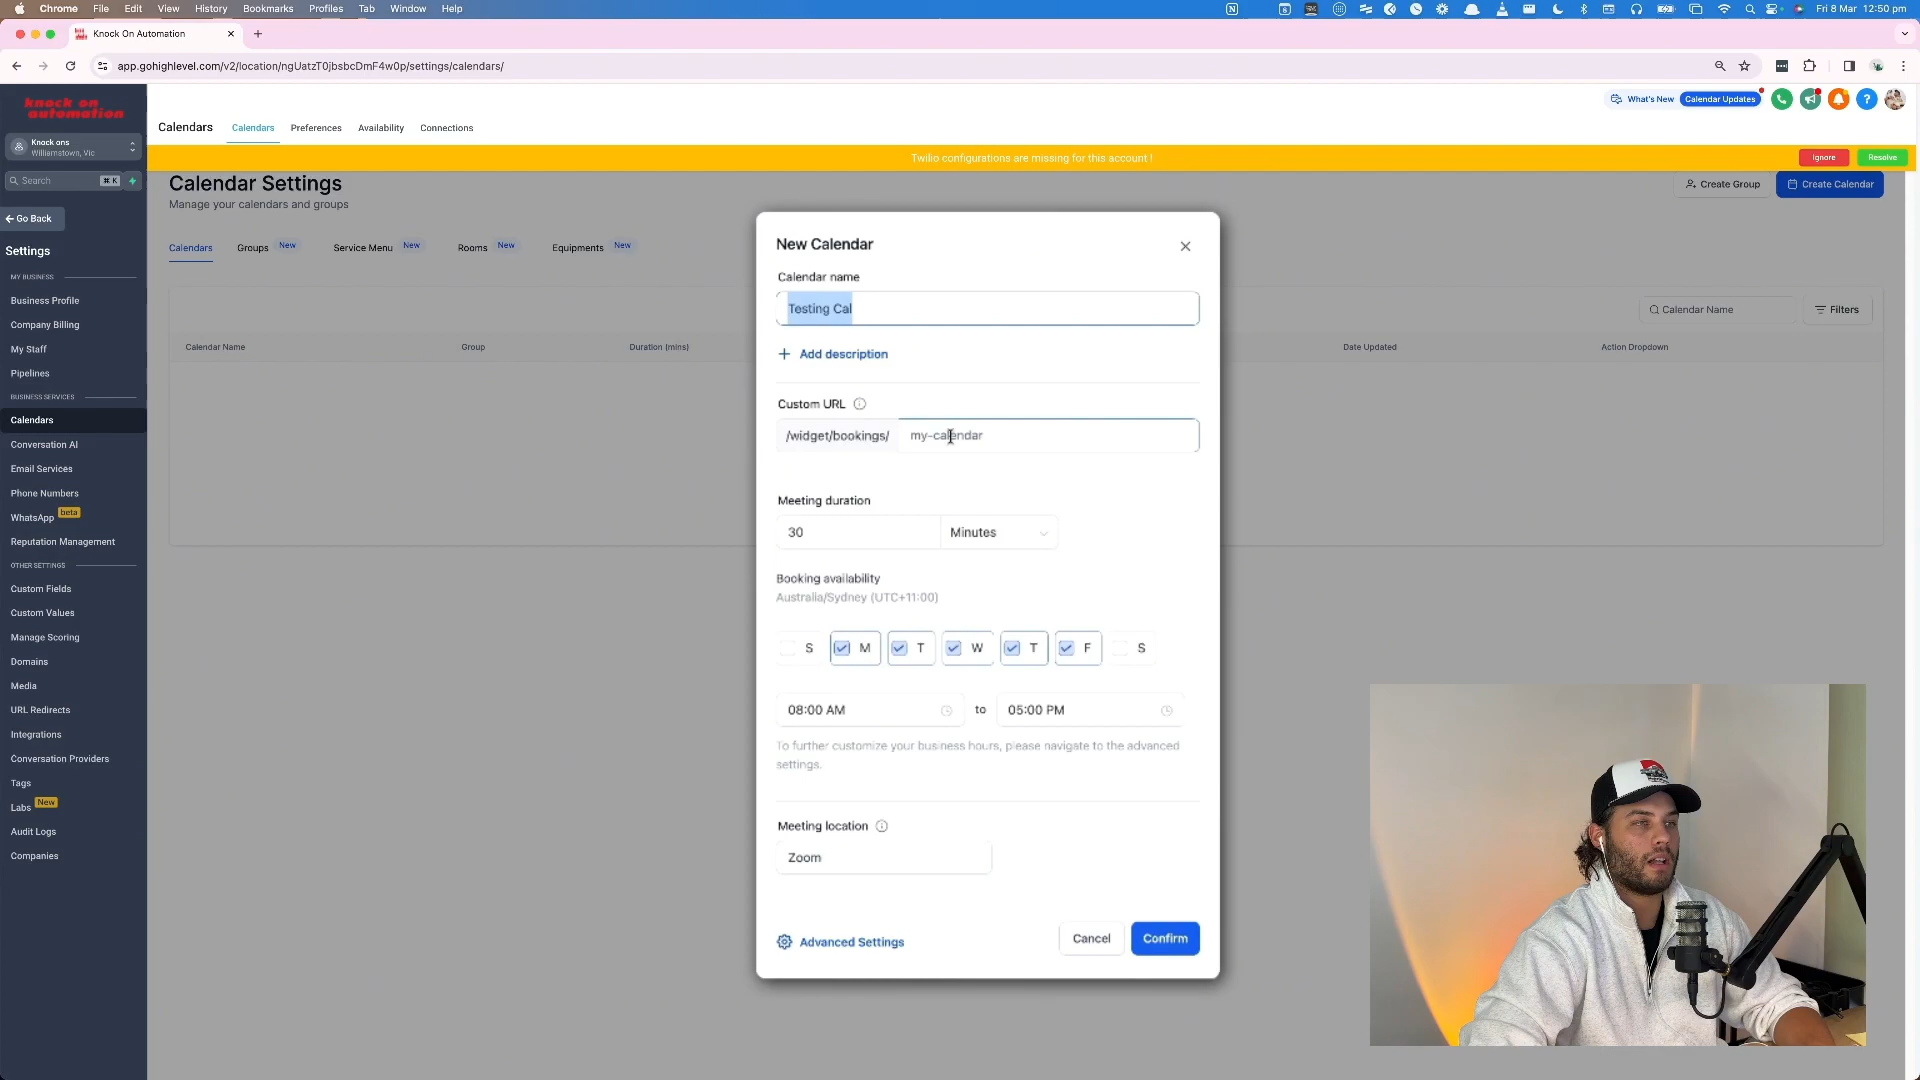 Chrome File Edit View History Bookmarks Profiles Tab Window Help Fri 8 Mar 12:50 pm
Knock On Automation
app.gohighlevel.com/v2/location/ngUatzT0jbsbcDmF4w0p/settings/calendars/
knock on
automation
Knock ons
Williamstown, Vic
Search ⌘ K
Go Back
Settings
MY BUSINESS
Business Profile
Company Billing
My Staff
Pipelines
BUSINESS SERVICES
Calendars
Conversation AI
Email Services
Phone Numbers
WhatsApp beta
Reputation Management
OTHER SETTINGS
Custom Fields
Custom Values
Manage Scoring
Domains
Media
URL Redirects
Integrations
Conversation Providers
Tags
Labs New
Audit Logs
Companies
What's New Calendar Updates
Calendars Calendars Preferences Availability Connections
Twilio configurations are missing for this account ! Ignore Resolve
Calendar Settings
Manage your calendars and groups
Create Group Create Calendar
Calendars Groups New Service Menu New Rooms New Equipments New
Calendar Name Filters
Calendar Name Group Duration (mins) Date Updated Action Dropdown
New Calendar
Calendar name
Testing Cal
+ Add description
Custom URL
/widget/bookings/ my-calendar
Meeting duration
30 Minutes
Booking availability
Australia/Sydney (UTC+11:00)
S M T W T F S
08:00 AM to 05:00 PM
To further customize your business hours, please navigate to the advanced
settings.
Meeting location
Zoom
Advanced Settings Cancel Confirm